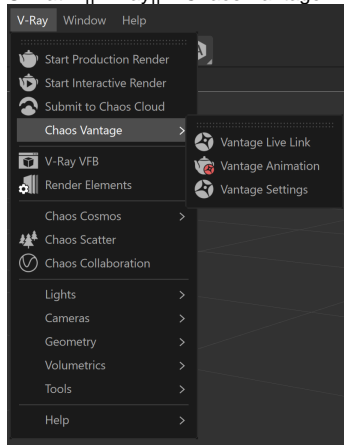 V-Ray Window Help
Start Production Render
Start Interactive Render
Submit to Chaos Cloud
Chaos Vantage
Vantage Live Link
Vantage Animation
Vantage Settings
V-Ray VFB
Render Elements
Chaos Cosmos
Chaos Scatter
Chaos Collaboration
Lights
Cameras
Geometry
Volumetrics
Tools
Help